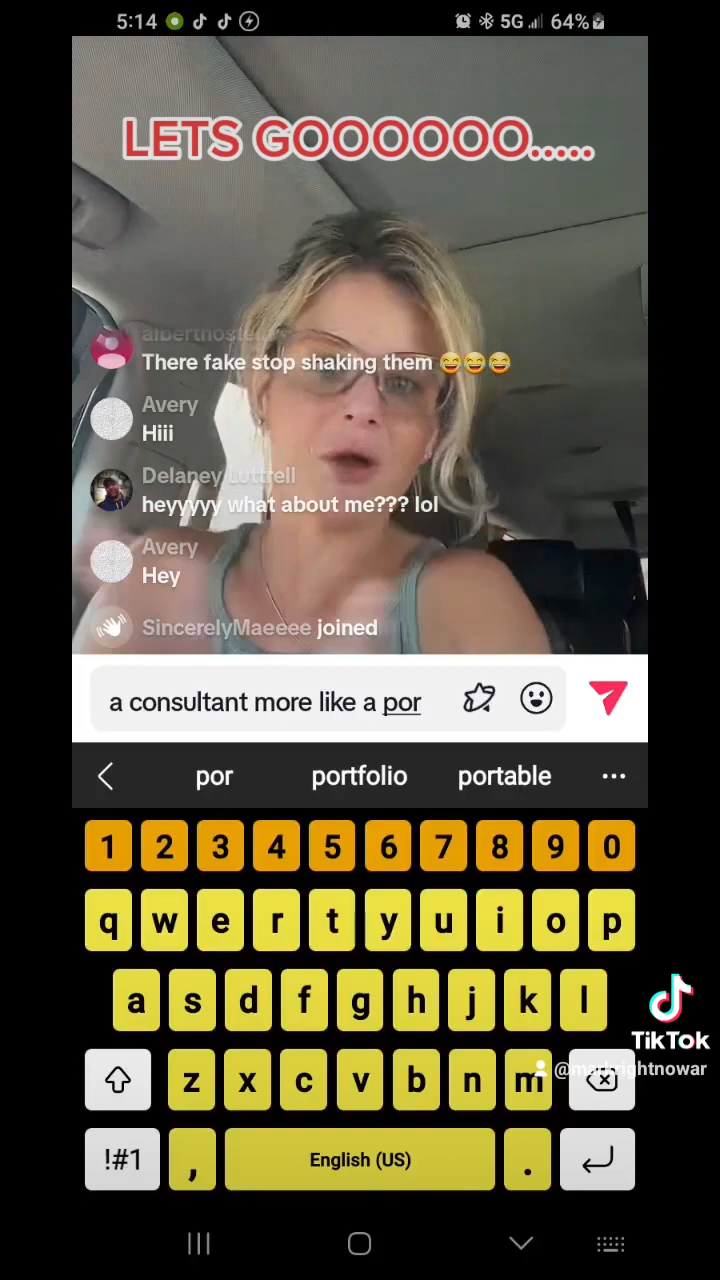 5:14
5G
64%
LETS GOOOOOO.....
There fake stop shaking them 😂😂😂
Avery
Hiii
Delaney Luttrell
heyyyyy what about me??? lol
Avery
Hey
SincerelyMaeeee joined
a consultant more like a por
por
portfolio
portable
1 2 3 4 5 6 7 8 9 0
q w e r t y u i o p
a s d f g h j k l
z x c v b n m
!#1 , English (US) .
TikTok